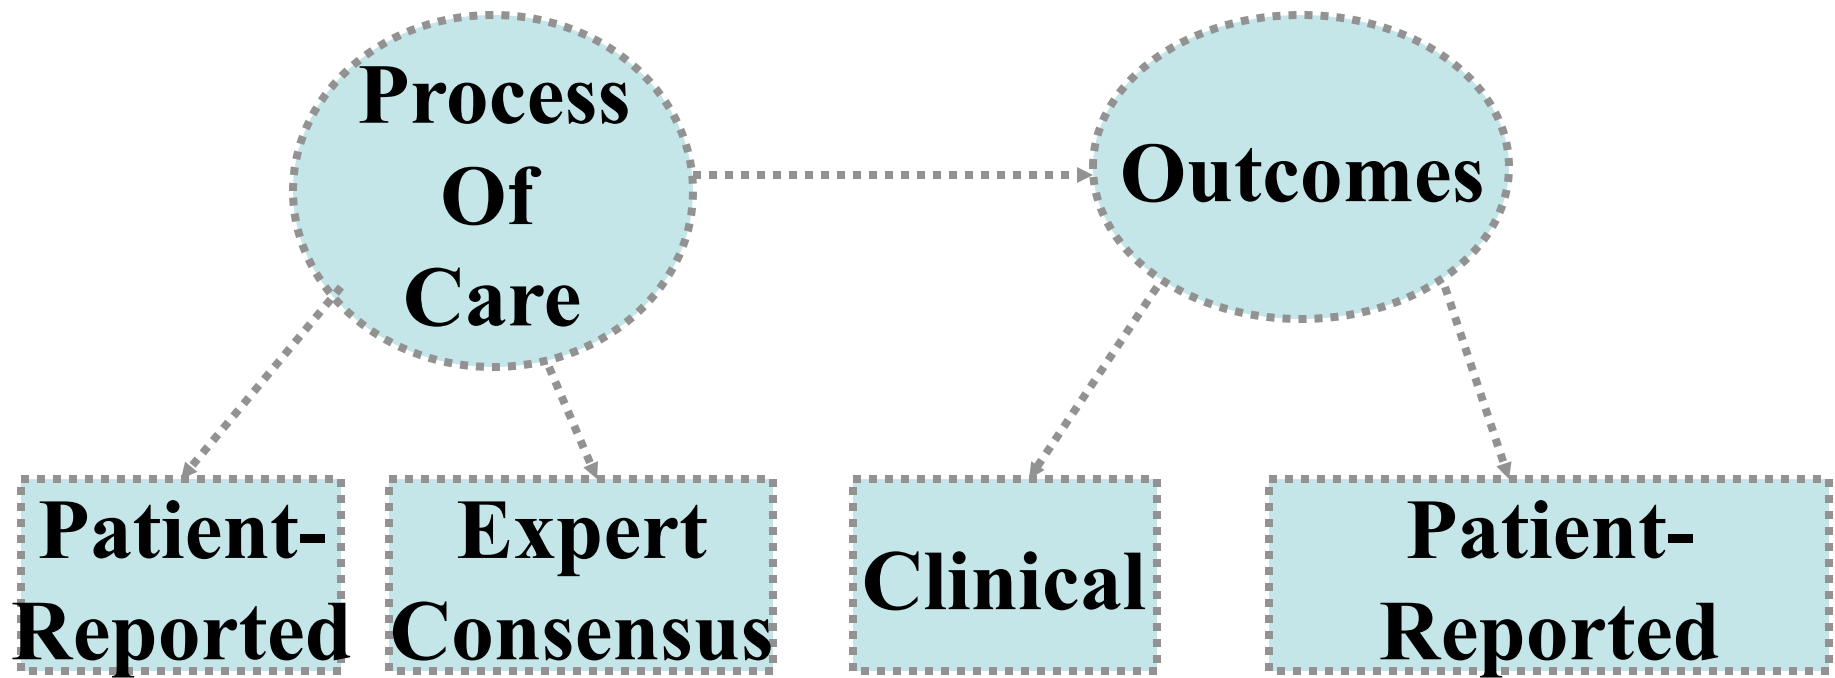 Process
Of
Care
Outcomes
Patient-
Reported
Expert
Consensus
Clinical
Patient-
Reported